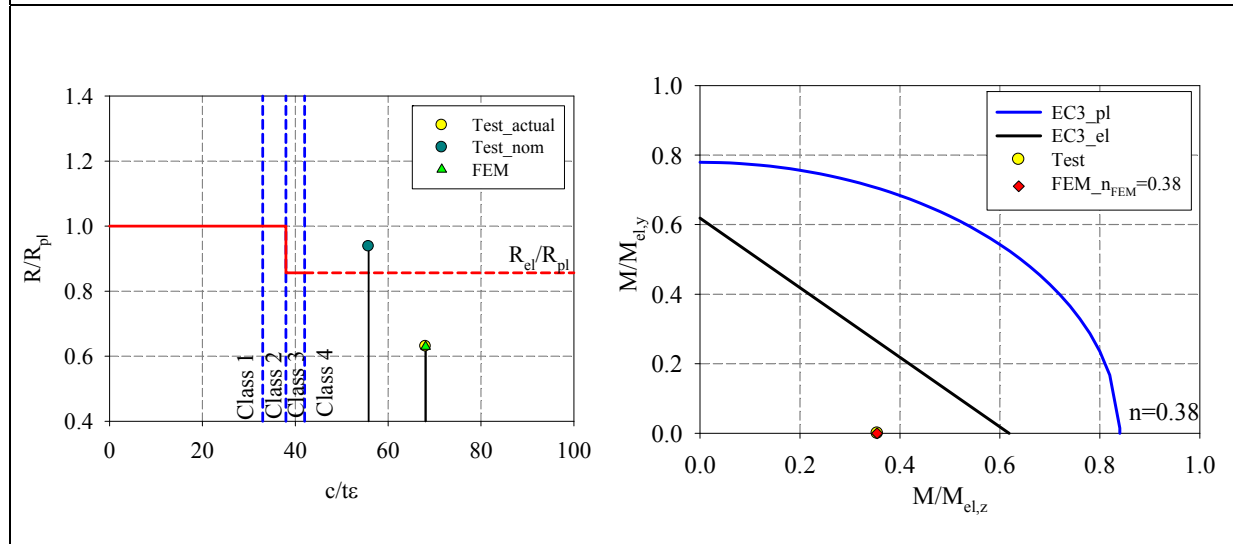 1.4
1.2
1.0
0.8
0.6
0.4
R/R_pl
Test_actual
Test_nom
FEM
R_el/R_pl
Class 1
Class 2
Class 3
Class 4
0 20 40 60 80 100
c/tε
1.0
0.8
0.6
0.4
0.2
0.0
M/M_el,y
EC3_pl
EC3_el
Test
FEM_n_FEM=0.38
n=0.38
0.0 0.2 0.4 0.6 0.8 1.0
M/M_el,z